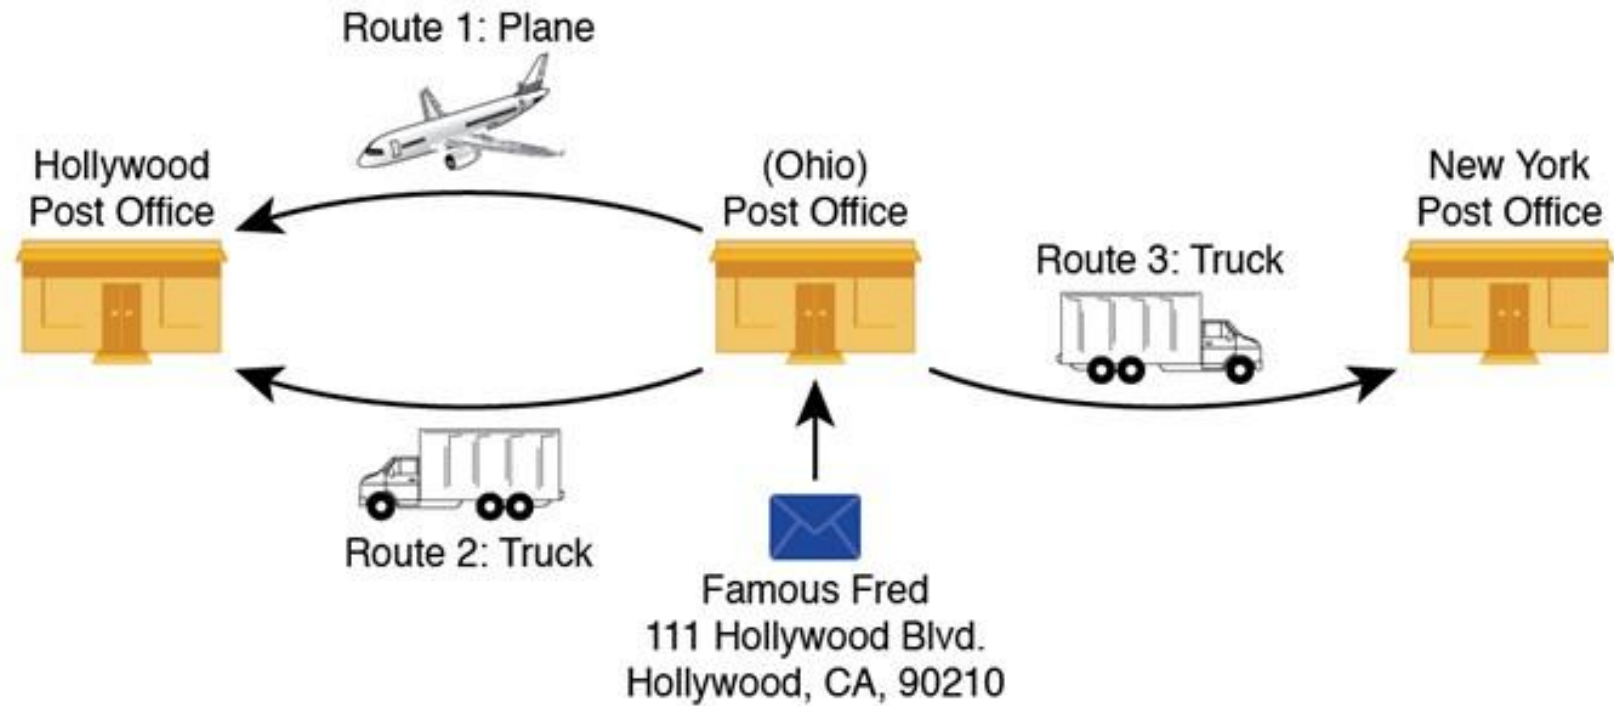 Route 1: Plane
Hollywood
Post Office
(Ohio)
Post Office
New York
Post Office
Route 3: Truck
Route 2: Truck
Famous Fred
111 Hollywood Blvd.
Hollywood, CA, 90210